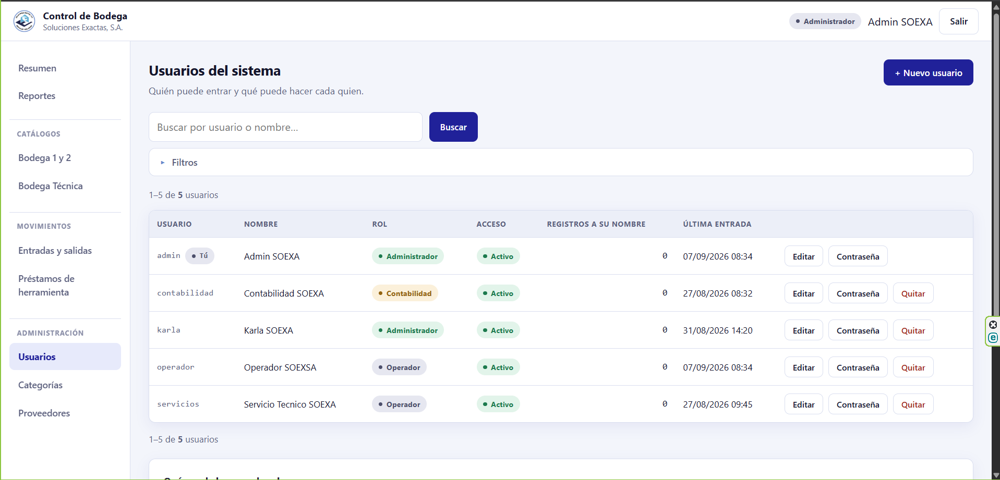 Control de Bodega
Soluciones Exactas, S.A.
Administrador
Admin SOEXA
Salir
Resumen
Reportes
CATÁLOGOS
Bodega 1 y 2
Bodega Técnica
MOVIMIENTOS
Entradas y salidas
Préstamos de
herramienta
ADMINISTRACIÓN
Usuarios
Categorías
Proveedores
Usuarios del sistema
Quién puede entrar y qué puede hacer cada quien.
+ Nuevo usuario
Buscar por usuario o nombre...
Buscar
▸ Filtros
1–5 de 5 usuarios
USUARIO NOMBRE ROL ACCESO REGISTROS A SU NOMBRE ÚLTIMA ENTRADA
admin Tú Admin SOEXA Administrador Activo 0 07/09/2026 08:34 Editar Contraseña
contabilidad Contabilidad SOEXA Contabilidad Activo 0 27/08/2026 08:32 Editar Contraseña Quitar
karla Karla SOEXA Administrador Activo 0 31/08/2026 14:20 Editar Contraseña Quitar
operador Operador SOEXSA Operador Activo 0 07/09/2026 08:34 Editar Contraseña Quitar
servicios Servicio Tecnico SOEXA Operador Activo 0 27/08/2026 09:45 Editar Contraseña Quitar
1–5 de 5 usuarios